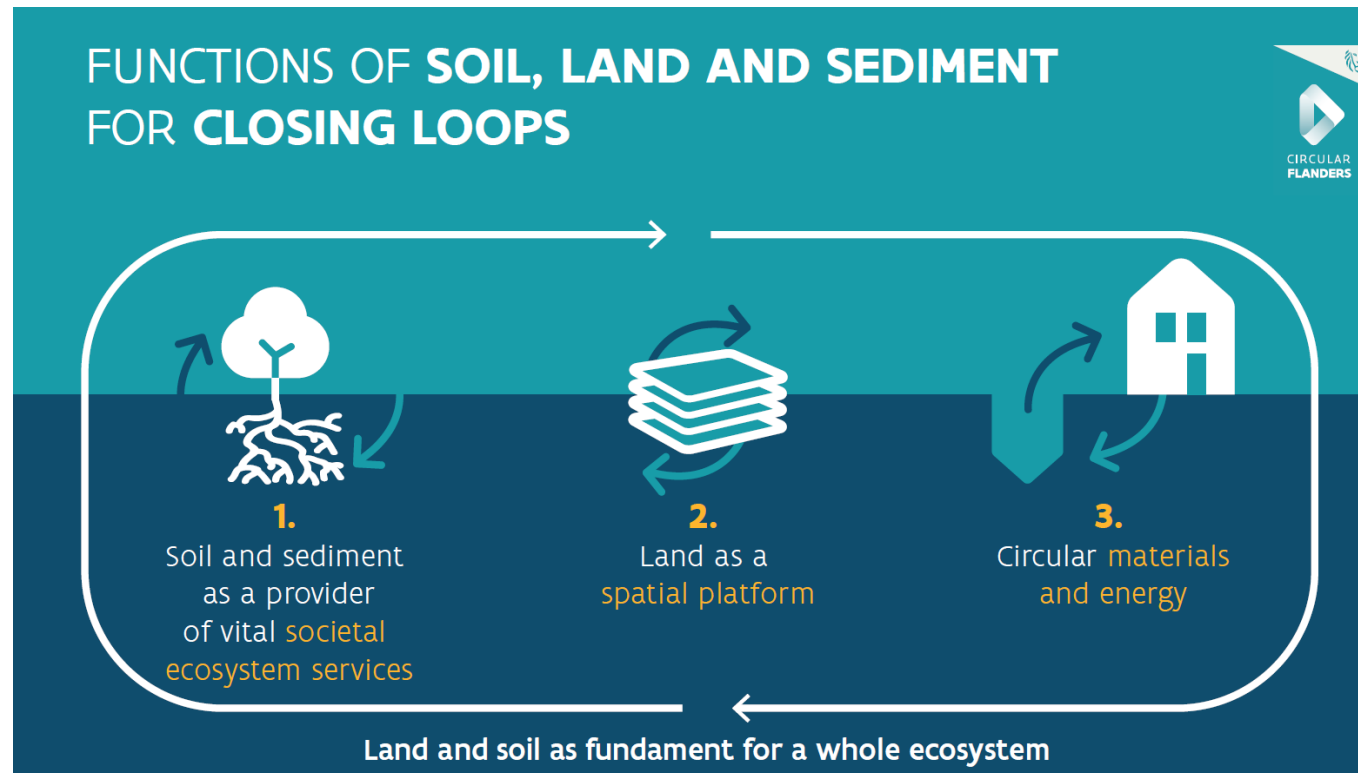 FUNCTIONS OF SOIL, LAND AND SEDIMENT
FOR CLOSING LOOPS
CIRCULAR
FLANDERS
1.
Soil and sediment
as a provider
of vital societal
ecosystem services
2.
Land as a
spatial platform
3.
Circular materials
and energy
Land and soil as fundament for a whole ecosystem